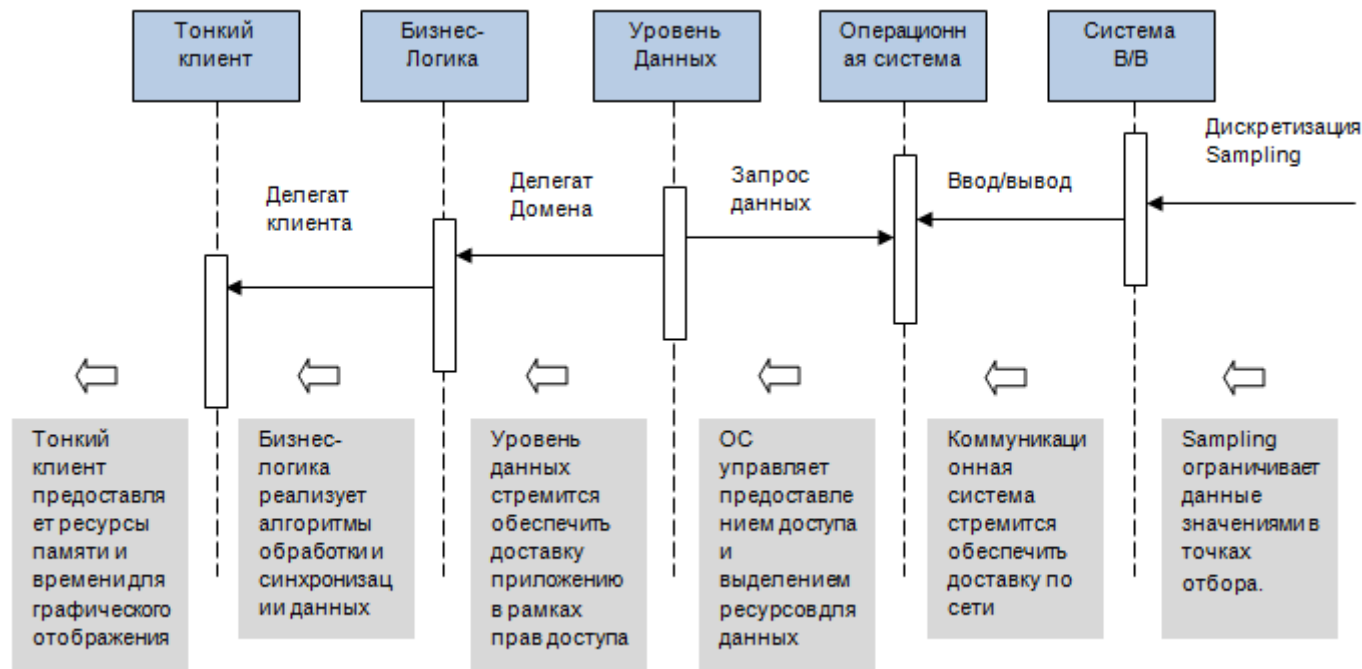 Тонкий
клиент
Бизнес-
Логика
Уровень
Данных
Операционн
ая система
Система
В/В
Дискретизация
Sampling
Делегат
клиента
Делегат
Домена
Запрос
данных
Ввод/вывод
Тонкий
клиент
предоставля
ет ресурсы
памяти и
времени для
графического
отображения
Бизнес-
логика
реализует
алгоритмы
обработки и
синхронизац
ии данных
Уровень
данных
стремится
обеспечить
доставку
приложению
в рамках
прав доступа
ОС
управляет
предоставле
нием доступа
и
выделением
ресурсов для
данных
Коммуникаци
онная
система
стремится
обеспечить
доставку по
сети
Sampling
ограничивает
данные
значениями в
точках
отбора.